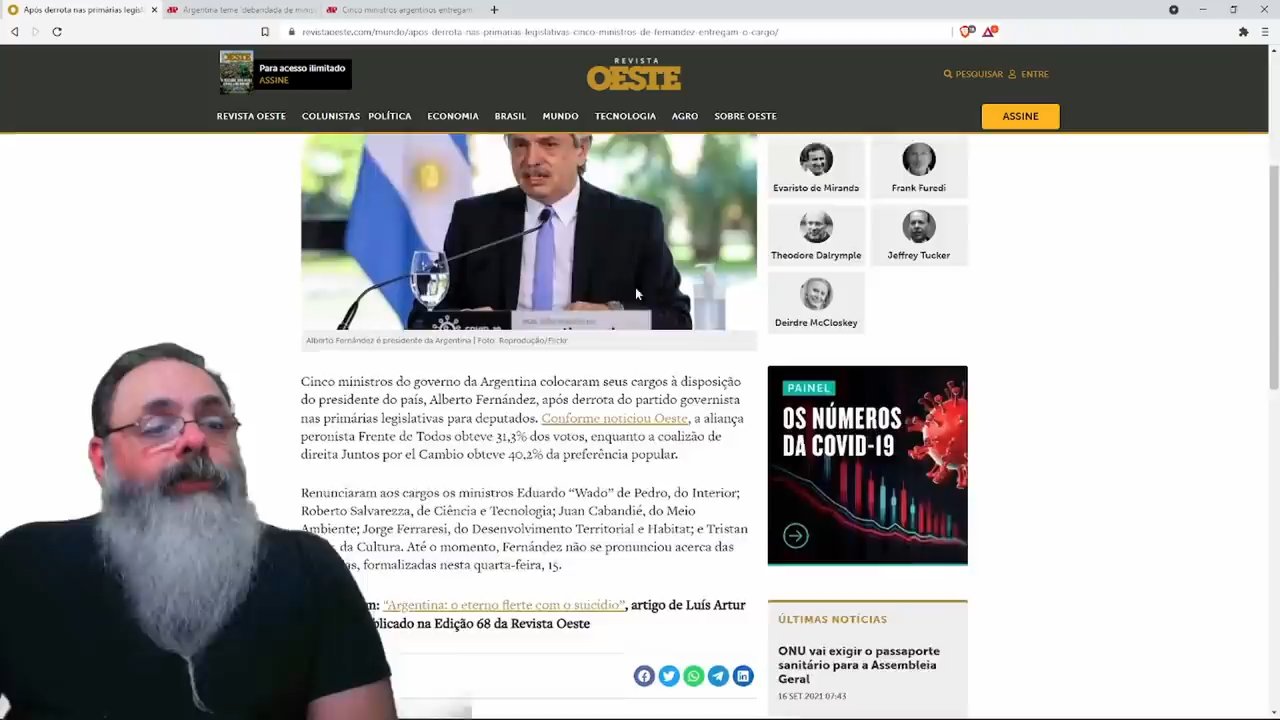 Após derrota nas primárias legisl
Argentina teme 'debandada de minis
Cinco ministros argentinos entregam
revistaoeste.com/mundo/apos-derrota-nas-primarias-legislativas-cinco-ministros-de-fernandez-entregam-o-cargo/
OESTE
Para acesso ilimitado
ASSINE
REVISTA
OESTE
PESQUISAR
ENTRE
REVISTA OESTE
COLUNISTAS
POLÍTICA
ECONOMIA
BRASIL
MUNDO
TECNOLOGIA
AGRO
SOBRE OESTE
ASSINE
Alberto Fernández é presidente da Argentina | Foto: Reprodução/Flickr
Cinco ministros do governo da Argentina colocaram seus cargos à disposição
do presidente do país, Alberto Fernández, após derrota do partido governista
nas primárias legislativas para deputados. Conforme noticiou Oeste, a aliança
peronista Frente de Todos obteve 31,3% dos votos, enquanto a coalizão de
direita Juntos por el Cambio obteve 40,2% da preferência popular.
Renunciaram aos cargos os ministros Eduardo “Wado” de Pedro, do Interior;
Roberto Salvarezza, de Ciência e Tecnologia; Juan Cabandié, do Meio
Ambiente; Jorge Ferraresi, do Desenvolvimento Territorial e Habitat; e Tristan
da Cultura. Até o momento, Fernández não se pronunciou acerca das
as, formalizadas nesta quarta-feira, 15.
m: “Argentina: o eterno flerte com o suicídio”, artigo de Luís Artur
blicado na Edição 68 da Revista Oeste
Evaristo de Miranda
Frank Furedi
Theodore Dalrymple
Jeffrey Tucker
Deirdre McCloskey
PAINEL
OS NÚMEROS
DA COVID-19
ÚLTIMAS NOTÍCIAS
ONU vai exigir o passaporte
sanitário para a Assembleia
Geral
16 SET 2021 07:43